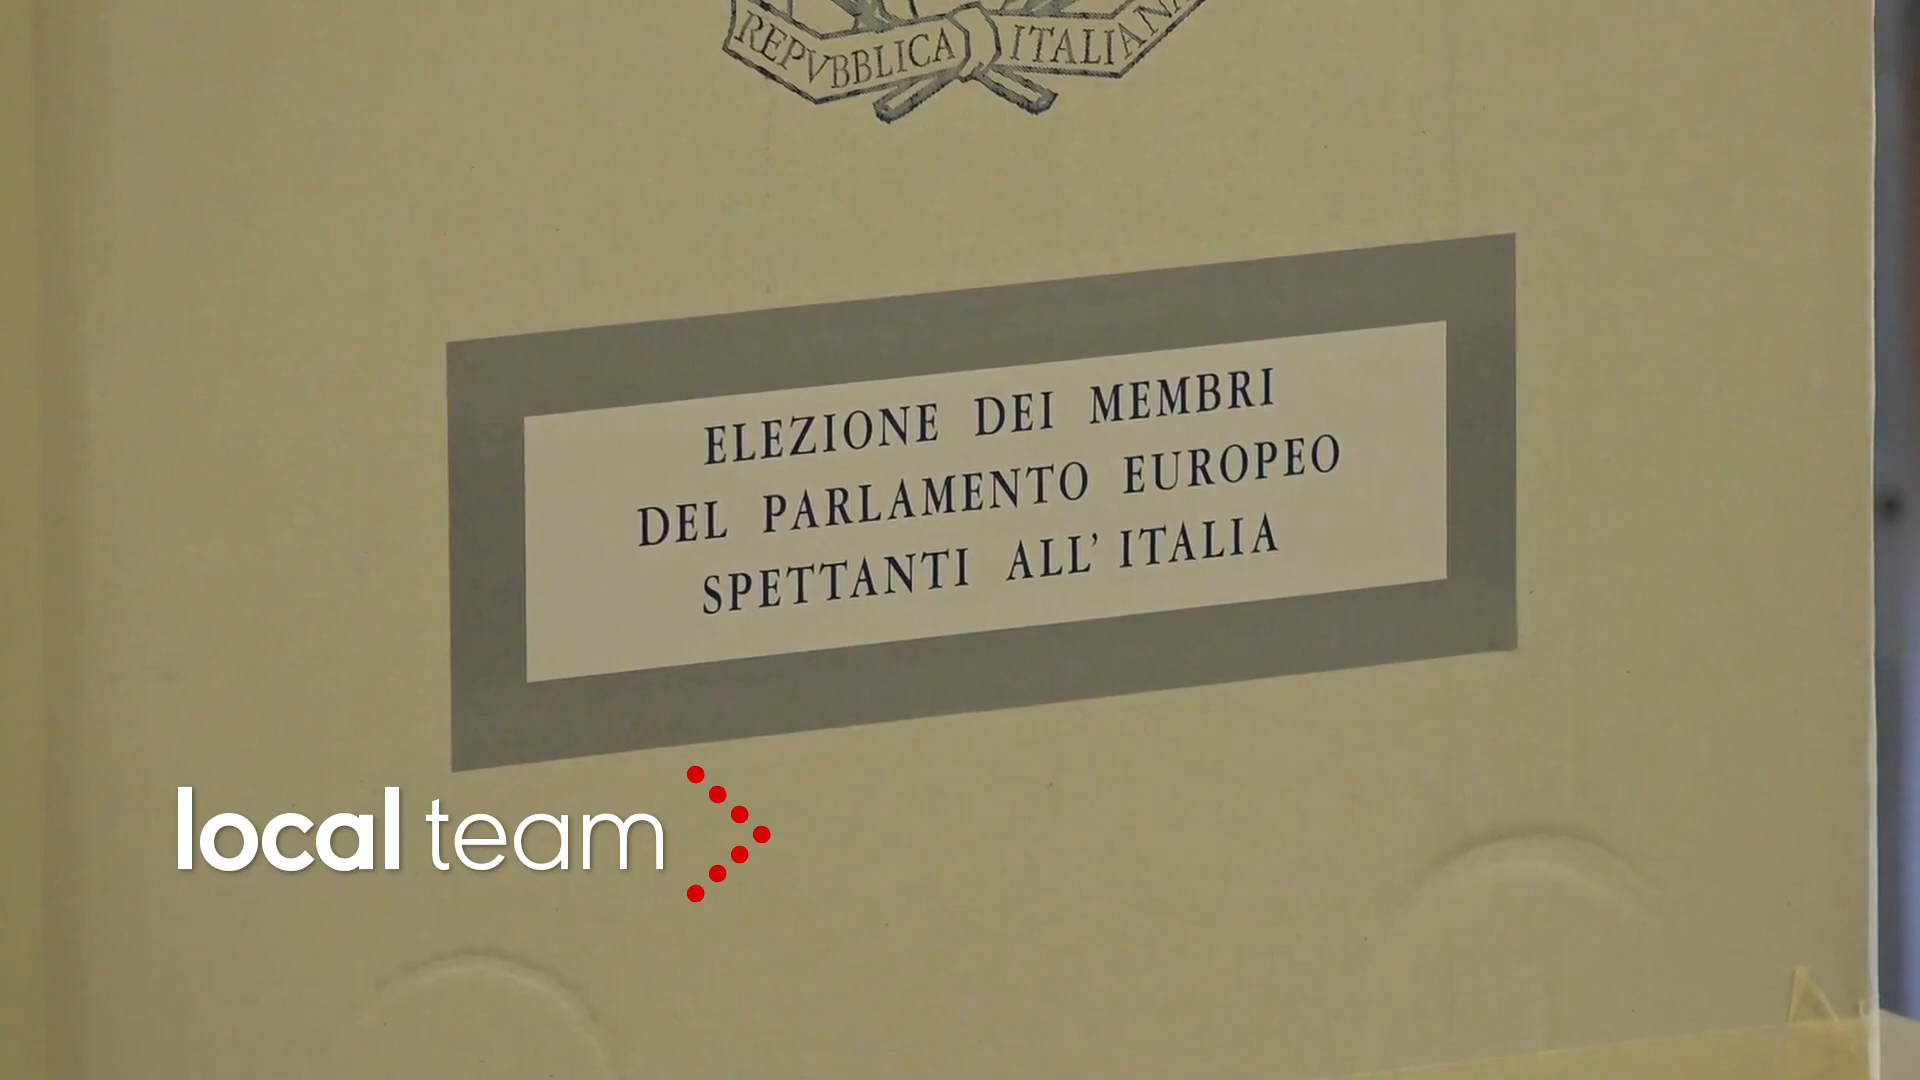 REPVBBLICA ITALIANA
ELEZIONE DEI MEMBRI
DEL PARLAMENTO EUROPEO
SPETTANTI ALL'ITALIA
local team